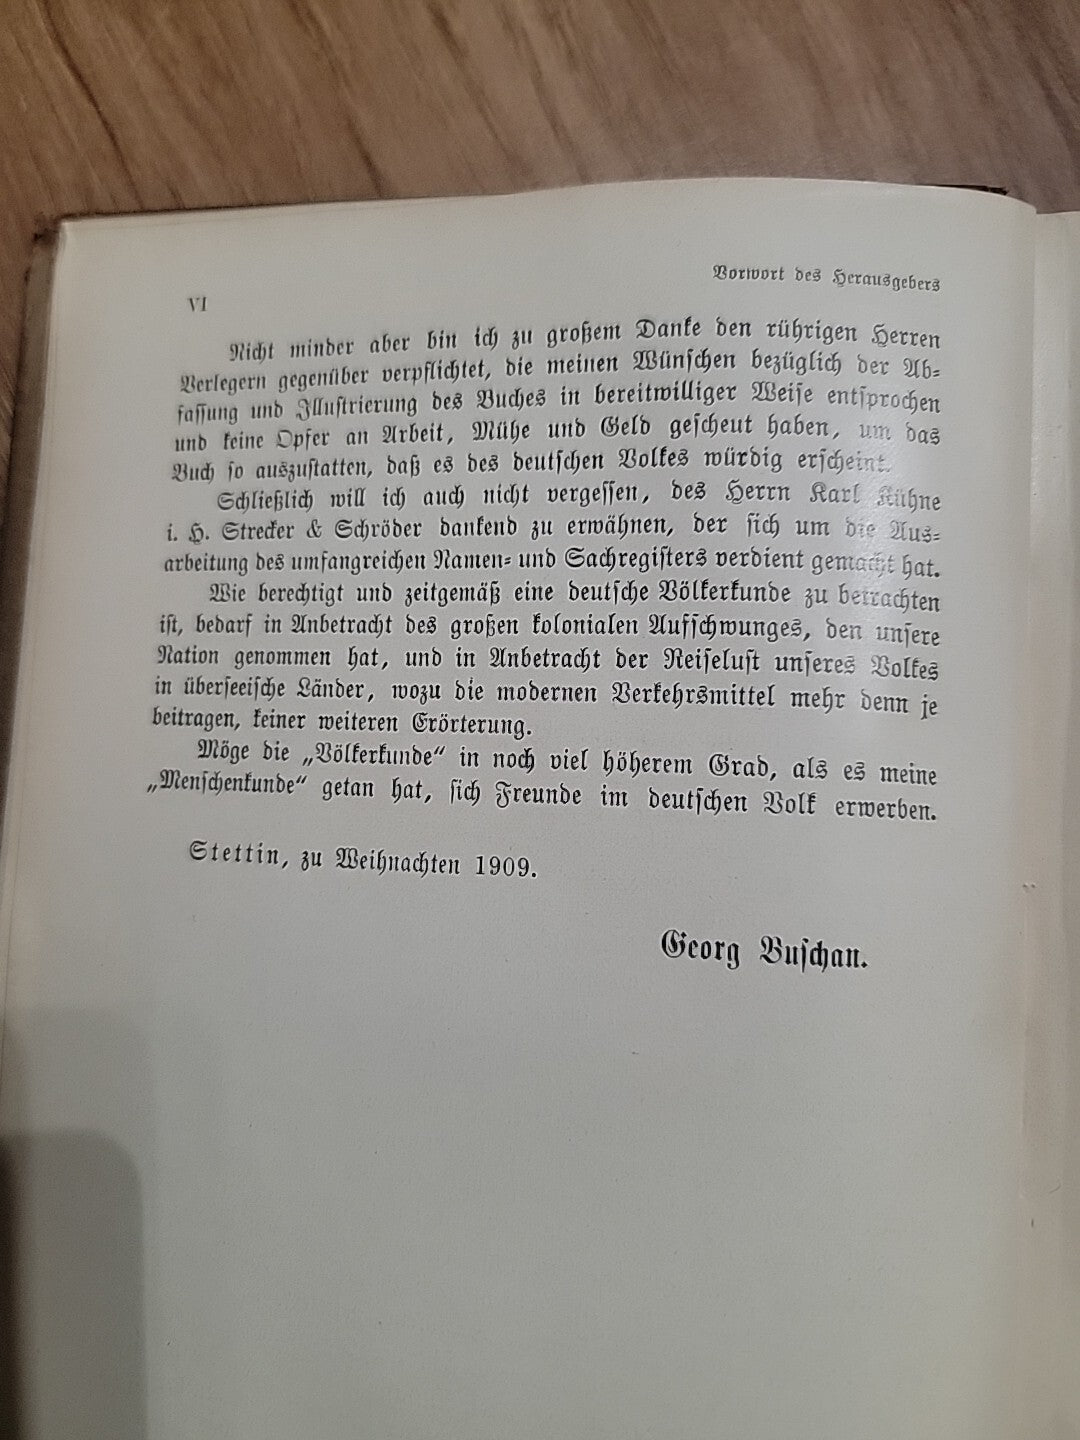 VI
Vorwort des Herausgebers
Nicht minder aber bin ich zu großem Danke den rührigen Herren
Verlegern gegenüber verpflichtet, die meinen Wünschen bezüglich der Ab-
fassung und Illustrierung des Buches in bereitwilliger Weise entsprochen
und keine Opfer an Arbeit, Mühe und Geld gescheut haben, um das
Buch so auszustatten, daß es des deutschen Volkes würdig erscheint.
Schließlich will ich auch nicht vergessen, des Herrn Karl Kühne
i. H. Strecker & Schröder dankend zu erwähnen, der sich um die Aus-
arbeitung des umfangreichen Namen- und Sachregisters verdient gemacht hat.
Wie berechtigt und zeitgemäß eine deutsche Völkerkunde zu betrachten
ist, bedarf in Anbetracht des großen kolonialen Aufschwunges, den unsere
Nation genommen hat, und in Anbetracht der Reiselust unseres Volkes
in überseeische Länder, wozu die modernen Verkehrsmittel mehr denn je
beitragen, keiner weiteren Erörterung.
Möge die „Völkerkunde“ in noch viel höherem Grad, als es meine
„Menschenkunde“ getan hat, sich Freunde im deutschen Volk erwerben.
Stettin, zu Weihnachten 1909.
Georg Buschan.